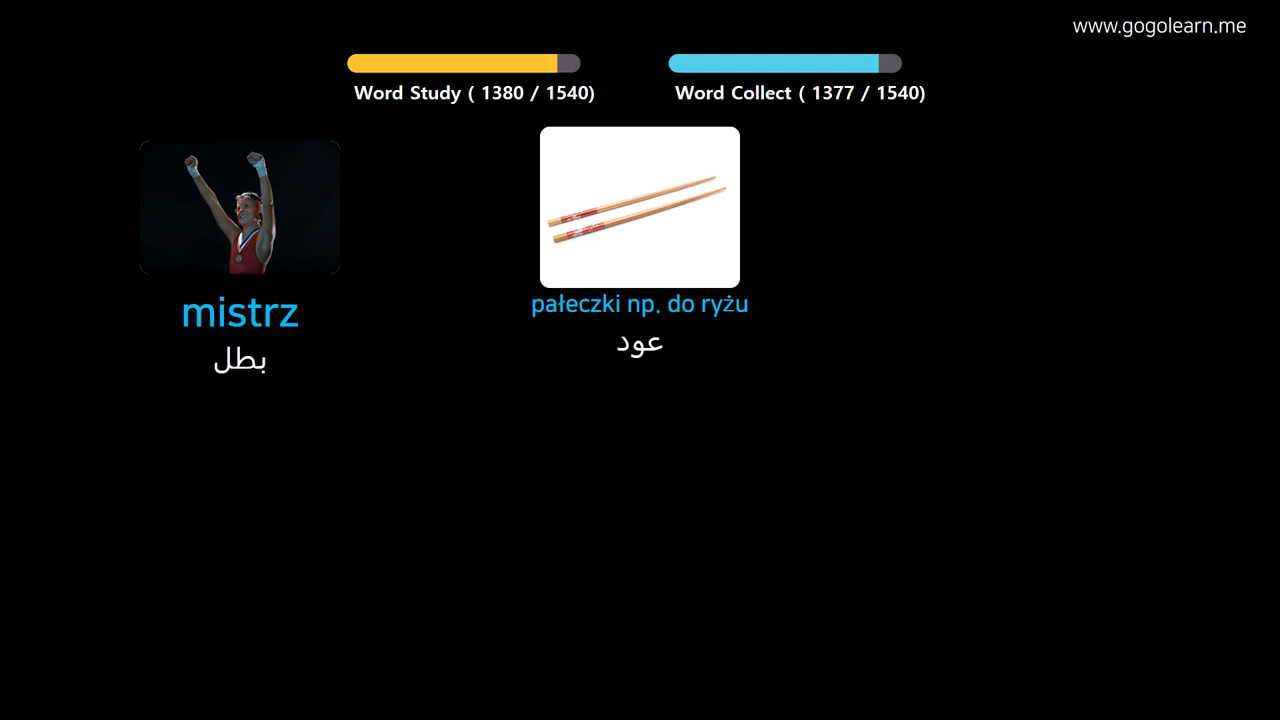 www.gogolearn.me
Word Study ( 1380 / 1540)
Word Collect ( 1377 / 1540)
mistrz
بطل
pałeczki np. do ryżu
عود